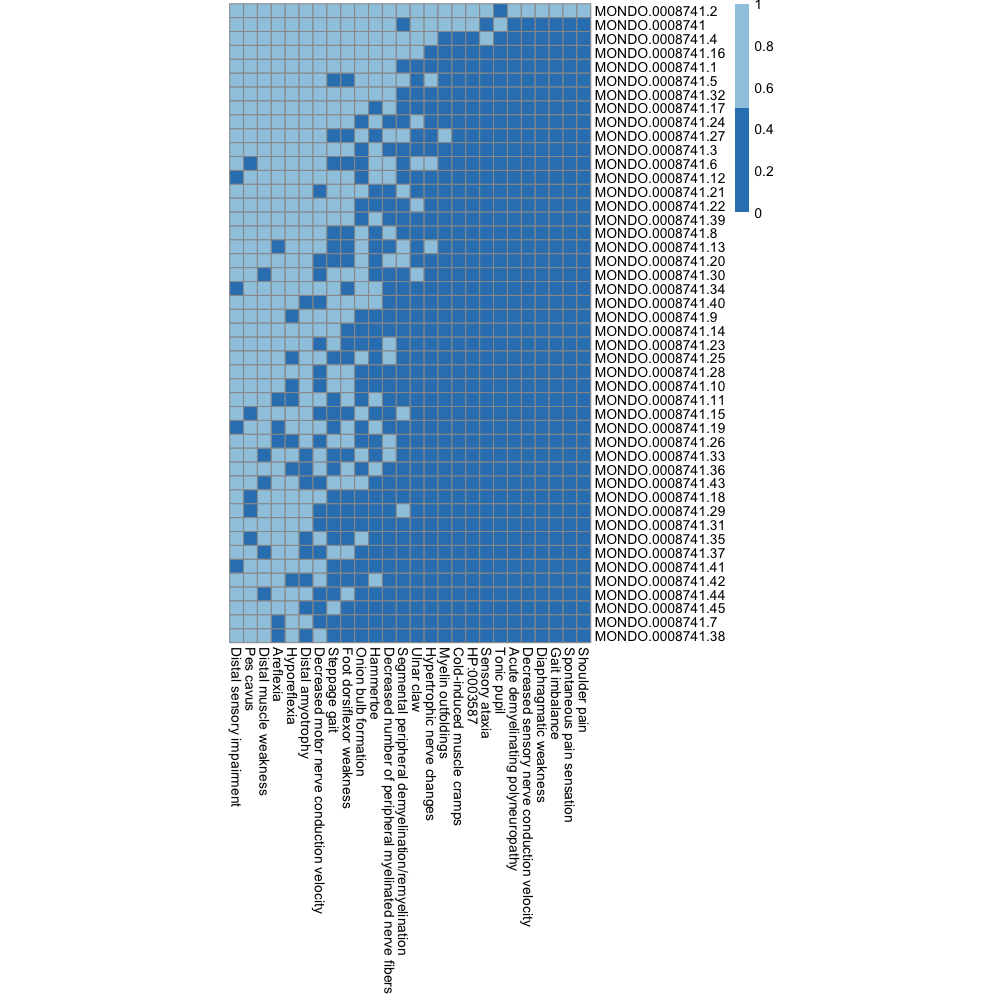 MONDO.0008741.2
MONDO.0008741
MONDO.0008741.4
MONDO.0008741.16
MONDO.0008741.1
MONDO.0008741.5
MONDO.0008741.32
MONDO.0008741.17
MONDO.0008741.24
MONDO.0008741.27
MONDO.0008741.3
MONDO.0008741.6
MONDO.0008741.12
MONDO.0008741.21
MONDO.0008741.22
MONDO.0008741.39
MONDO.0008741.8
MONDO.0008741.13
MONDO.0008741.20
MONDO.0008741.30
MONDO.0008741.34
MONDO.0008741.40
MONDO.0008741.9
MONDO.0008741.14
MONDO.0008741.23
MONDO.0008741.25
MONDO.0008741.28
MONDO.0008741.10
MONDO.0008741.11
MONDO.0008741.15
MONDO.0008741.19
MONDO.0008741.26
MONDO.0008741.33
MONDO.0008741.36
MONDO.0008741.43
MONDO.0008741.18
MONDO.0008741.29
MONDO.0008741.31
MONDO.0008741.35
MONDO.0008741.37
MONDO.0008741.41
MONDO.0008741.42
MONDO.0008741.44
MONDO.0008741.45
MONDO.0008741.7
MONDO.0008741.38
1
0.8
0.6
0.4
0.2
0
Distal sensory impairment
Pes cavus
Distal muscle weakness
Areflexia
Hyporeflexia
Distal amyotrophy
Decreased motor nerve conduction velocity
Steppage gait
Foot dorsiflexor weakness
Onion bulb formation
Hammertoe
Decreased number of peripheral myelinated nerve fibers
Segmental peripheral demyelination/remyelination
Ulnar claw
Hypertrophic nerve changes
Myelin outfoldings
Cold-induced muscle cramps
HP:0003587
Sensory ataxia
Tonic pupil
Acute demyelinating polyneuropathy
Decreased sensory nerve conduction velocity
Diaphragmatic weakness
Gait imbalance
Spontaneous pain sensation
Shoulder pain